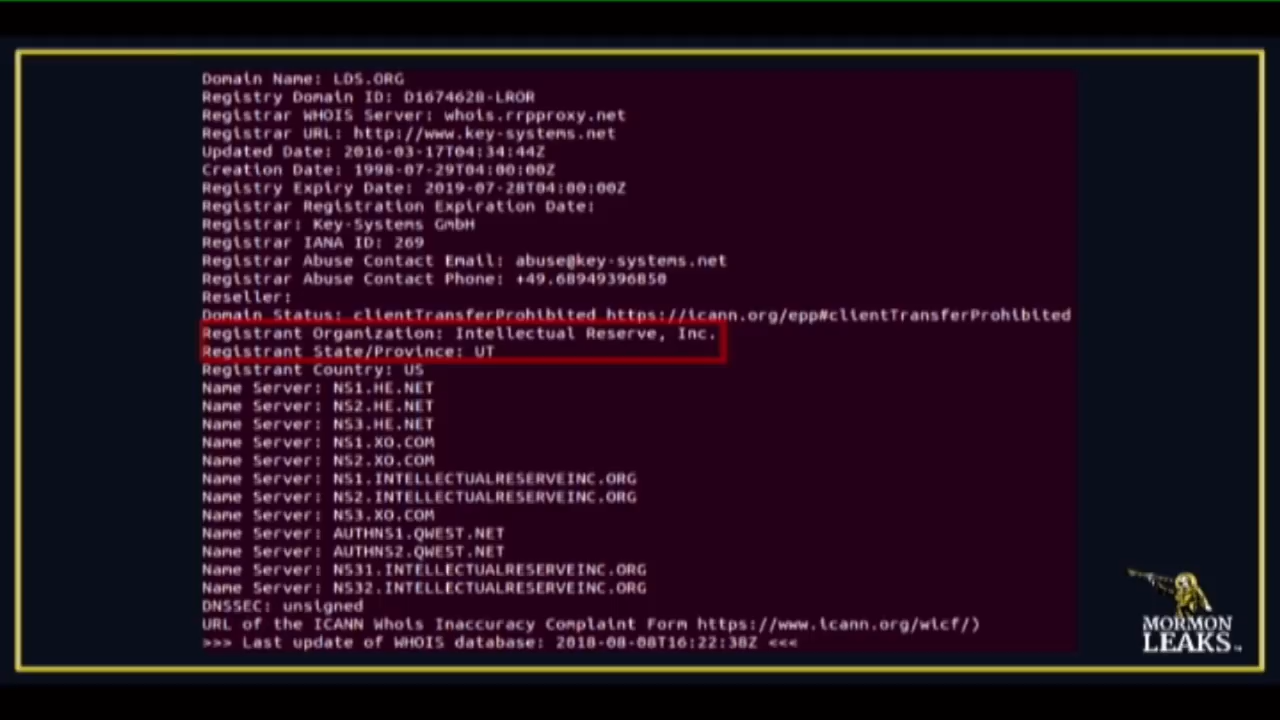 Domain Name: LDS.ORG
Registry Domain ID: D1674628-LROR
Registrar WHOIS Server: whois.rrpproxy.net
Registrar URL: http://www.key-systems.net
Updated Date: 2016-03-17T04:34:44Z
Creation Date: 1998-07-29T04:00:00Z
Registry Expiry Date: 2019-07-28T04:00:00Z
Registrar Registration Expiration Date:
Registrar: Key-Systems GmbH
Registrar IANA ID: 269
Registrar Abuse Contact Email: abuse@key-systems.net
Registrar Abuse Contact Phone: +49.68949396850
Reseller:
Domain Status: clientTransferProhibited https://icann.org/epp#clientTransferProhibited
Registrant Organization: Intellectual Reserve, Inc.
Registrant State/Province: UT
Registrant Country: US
Name Server: NS1.HE.NET
Name Server: NS2.HE.NET
Name Server: NS3.HE.NET
Name Server: NS1.XO.COM
Name Server: NS2.XO.COM
Name Server: NS1.INTELLECTUALRESERVEINC.ORG
Name Server: NS2.INTELLECTUALRESERVEINC.ORG
Name Server: NS3.XO.COM
Name Server: AUTHNS1.QWEST.NET
Name Server: AUTHNS2.QWEST.NET
Name Server: NS31.INTELLECTUALRESERVEINC.ORG
Name Server: NS32.INTELLECTUALRESERVEINC.ORG
DNSSEC: unsigned
URL of the ICANN Whois Inaccuracy Complaint Form https://www.icann.org/wicf/)
>>> Last update of WHOIS database: 2018-08-08T16:22:38Z <<<
MORMON
LEAKS™